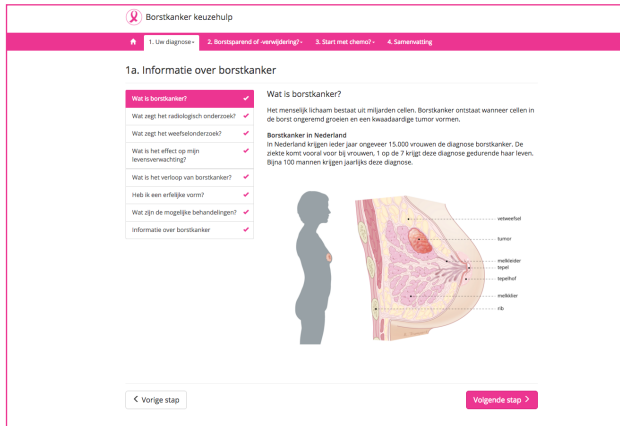 Borstkanker keuzehulp
1. Uw diagnose
2. Borstsparend of -verwijdering?
3. Start met chemo?
4. Samenvatting
1a. Informatie over borstkanker
Wat is borstkanker?
Wat zegt het radiologisch onderzoek?
Wat zegt het weefselonderzoek?
Wat is het effect op mijn
levensverwachting?
Wat is het verloop van borstkanker?
Heb ik een erfelijke vorm?
Wat zijn de mogelijke behandelingen?
Informatie over borstkanker
Wat is borstkanker?
Het menselijk lichaam bestaat uit miljarden cellen. Borstkanker ontstaat wanneer cellen in
de borst ongeremd groeien en een kwaadaardige tumor vormen.
Borstkanker in Nederland
In Nederland krijgen ieder jaar ongeveer 15.000 vrouwen de diagnose borstkanker. De
ziekte komt vooral voor bij vrouwen, 1 op de 7 krijgt deze diagnose gedurende haar leven.
Bijna 100 mannen krijgen jaarlijks deze diagnose.
vetweefsel
tumor
melkleider
tepel
tepelhof
melkklier
rib
Vorige stap
Volgende stap